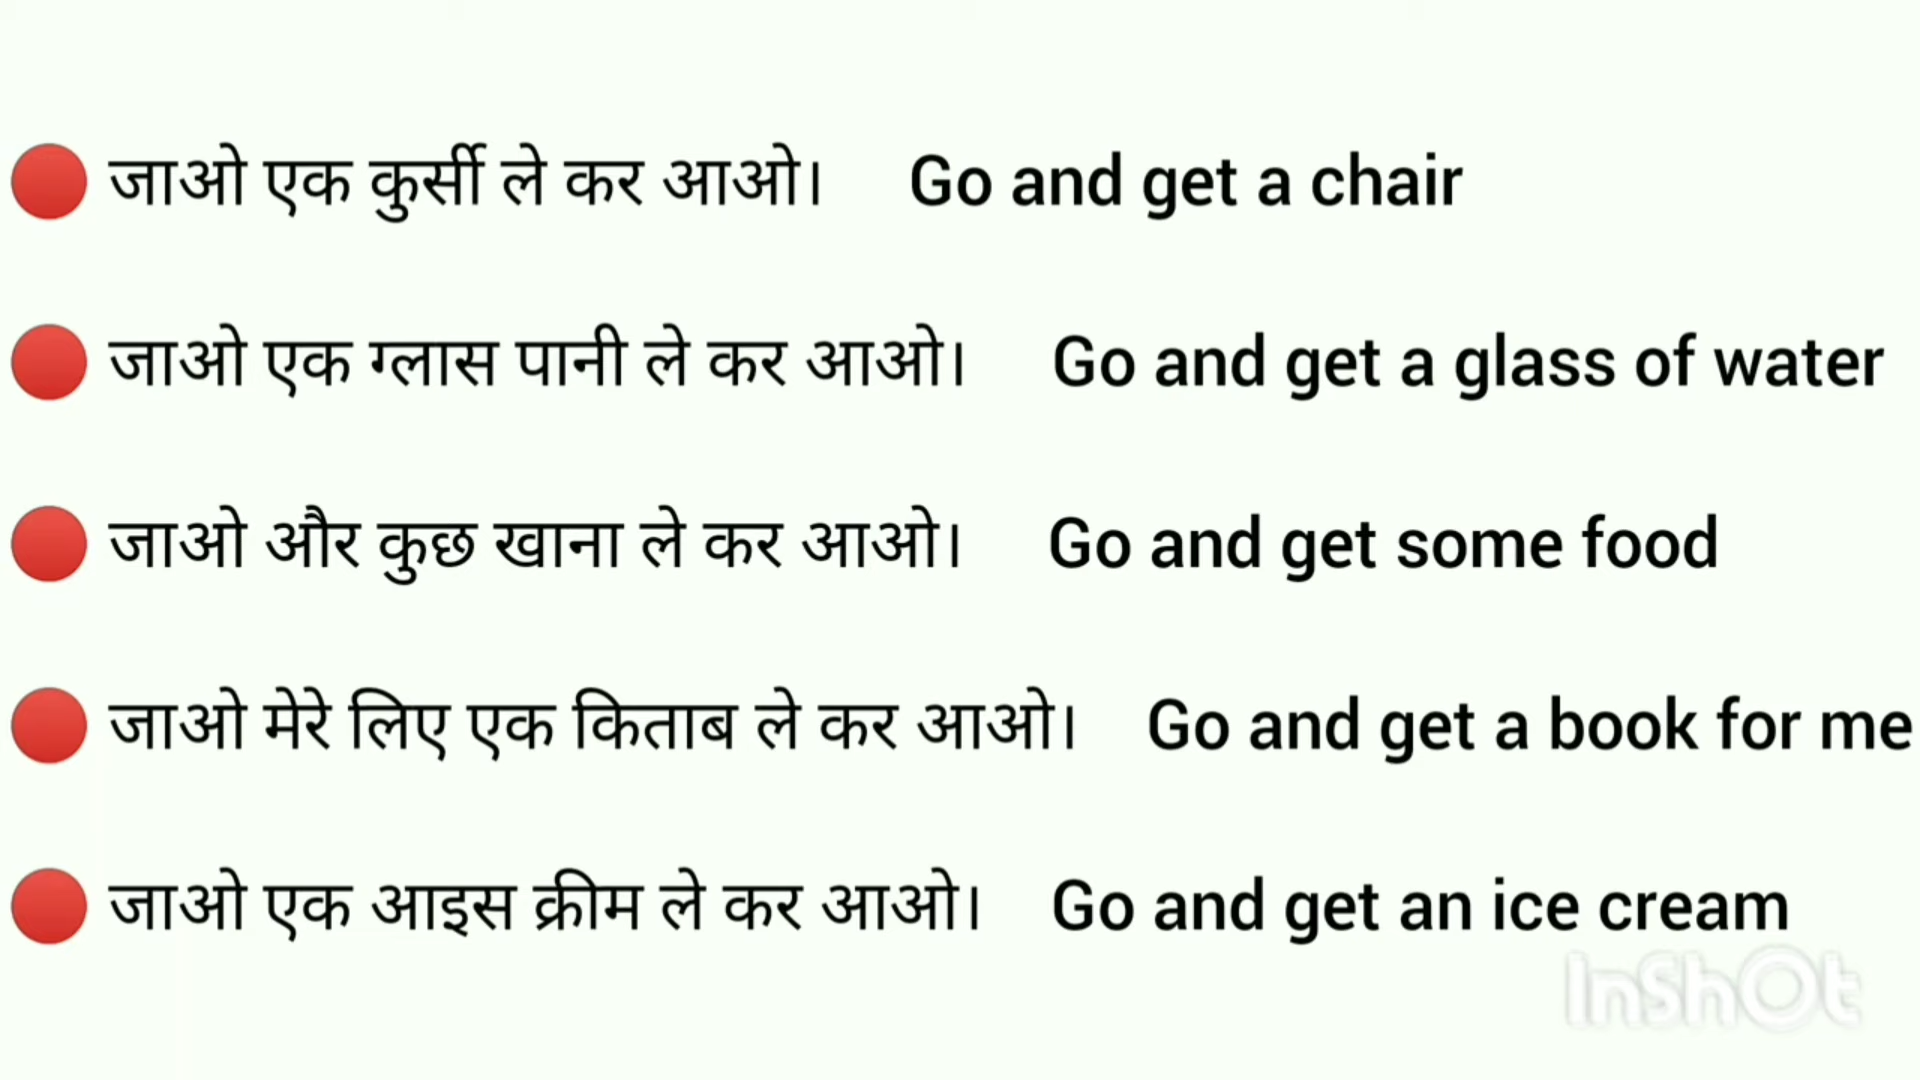 जाओ एक कुर्सी ले कर आओ। Go and get a chair
जाओ एक ग्लास पानी ले कर आओ। Go and get a glass of water
जाओ और कुछ खाना ले कर आओ। Go and get some food
जाओ मेरे लिए एक किताब ले कर आओ। Go and get a book for me
जाओ एक आइस क्रीम ले कर आओ। Go and get an ice cream
InShOt